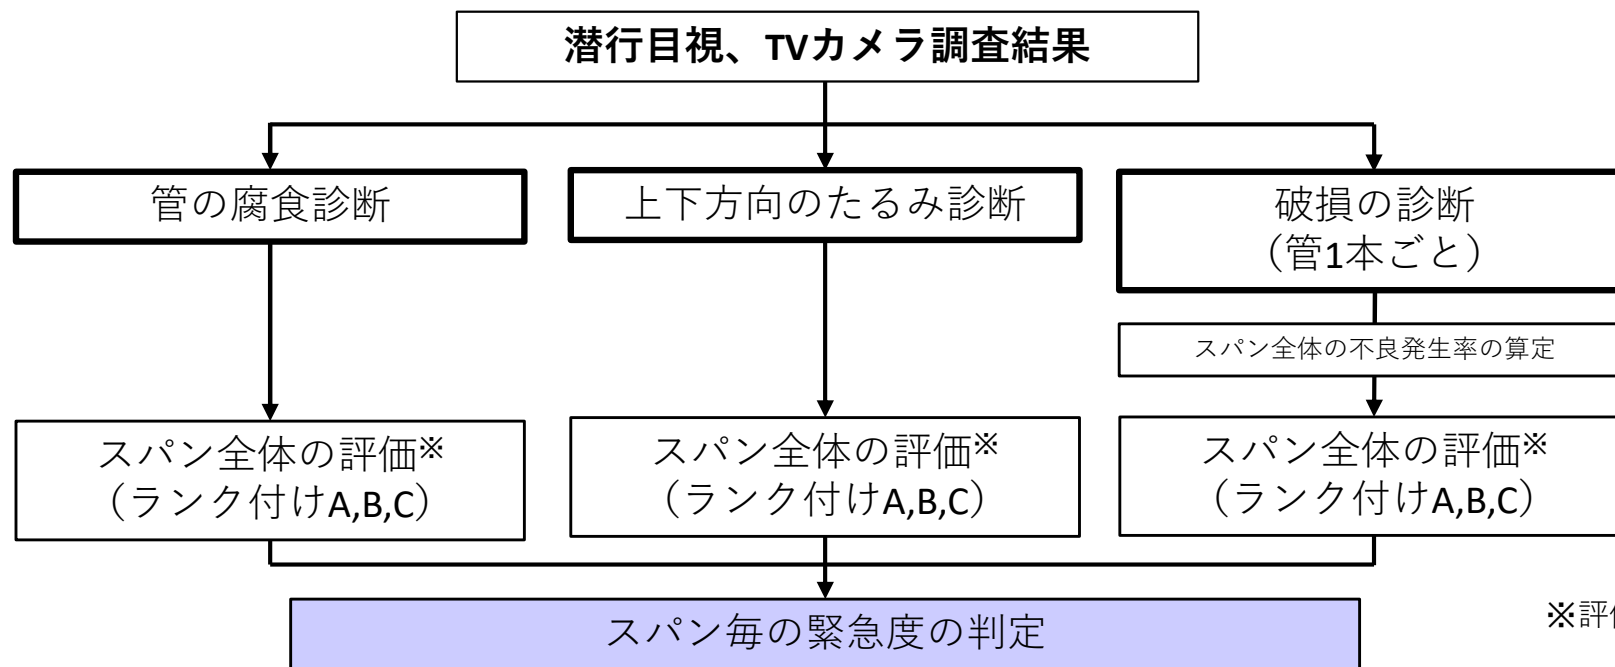 潜行目視、TVカメラ調査結果
管の腐食診断
上下方向のたるみ診断
破損の診断
（管1本ごと）
スパン全体の不良発生率の算定
スパン全体の評価※
（ランク付けA,B,C）
スパン全体の評価※
（ランク付けA,B,C）
スパン全体の評価※
（ランク付けA,B,C）
スパン毎の緊急度の判定
※評